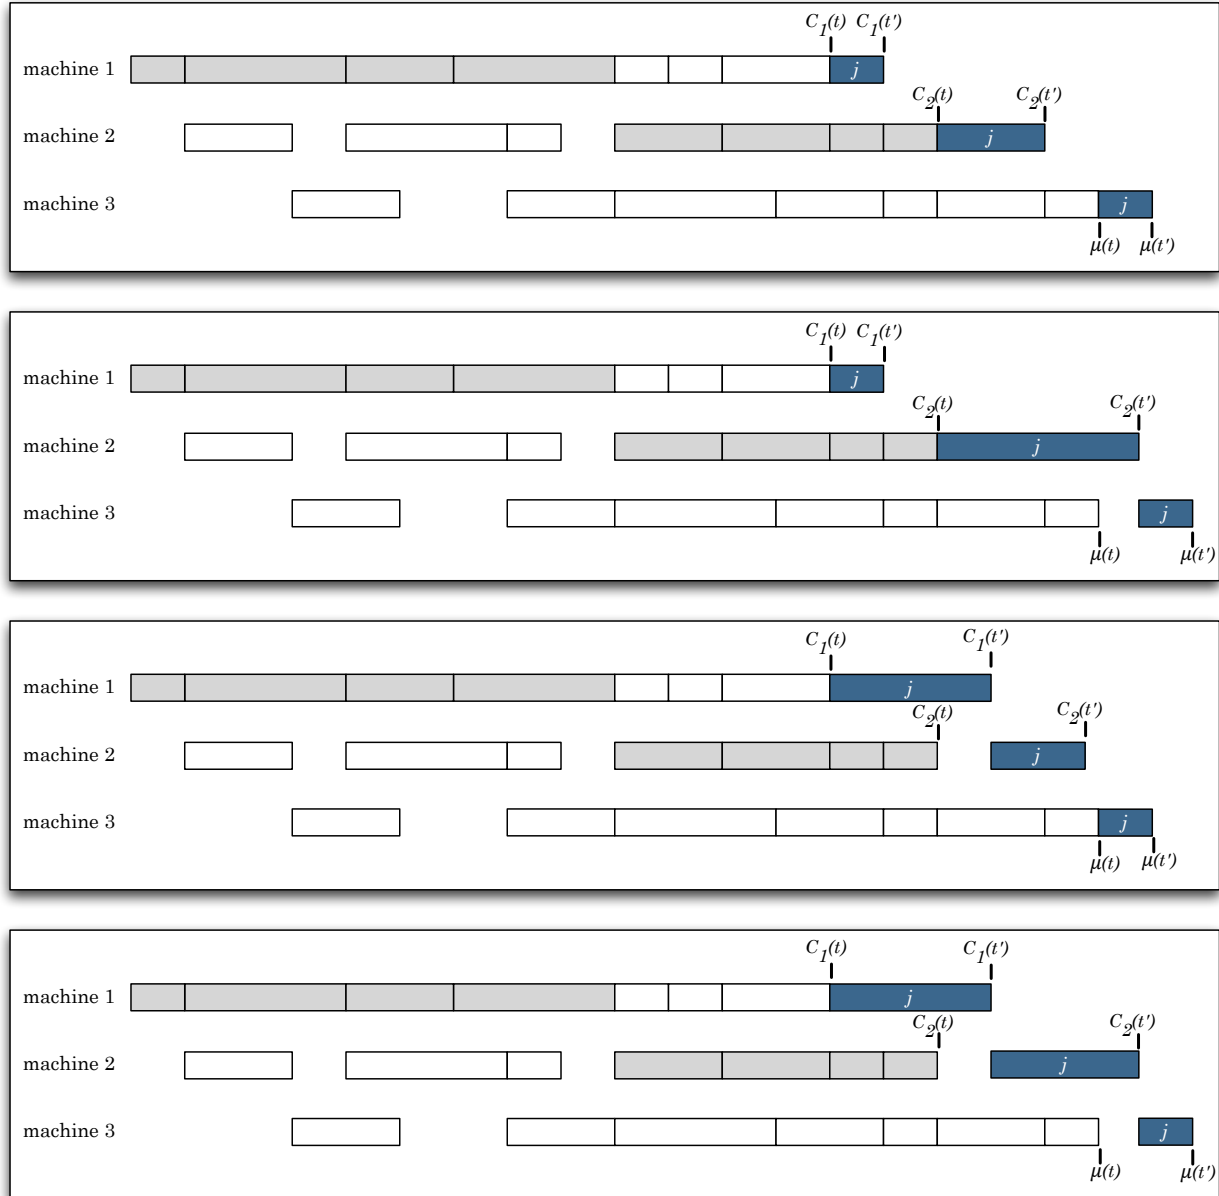 C1(t) C1(t')
machine 1 j
C2(t) C2(t')
machine 2 j
machine 3 j
μ(t) μ(t')
C1(t) C1(t')
machine 1 j
C2(t) C2(t')
machine 2 j
machine 3 j
μ(t) μ(t')
C1(t) C1(t')
machine 1 j
C2(t) C2(t')
machine 2 j
machine 3 j
μ(t) μ(t')
C1(t) C1(t')
machine 1 j
C2(t) C2(t')
machine 2 j
machine 3 j
μ(t) μ(t')